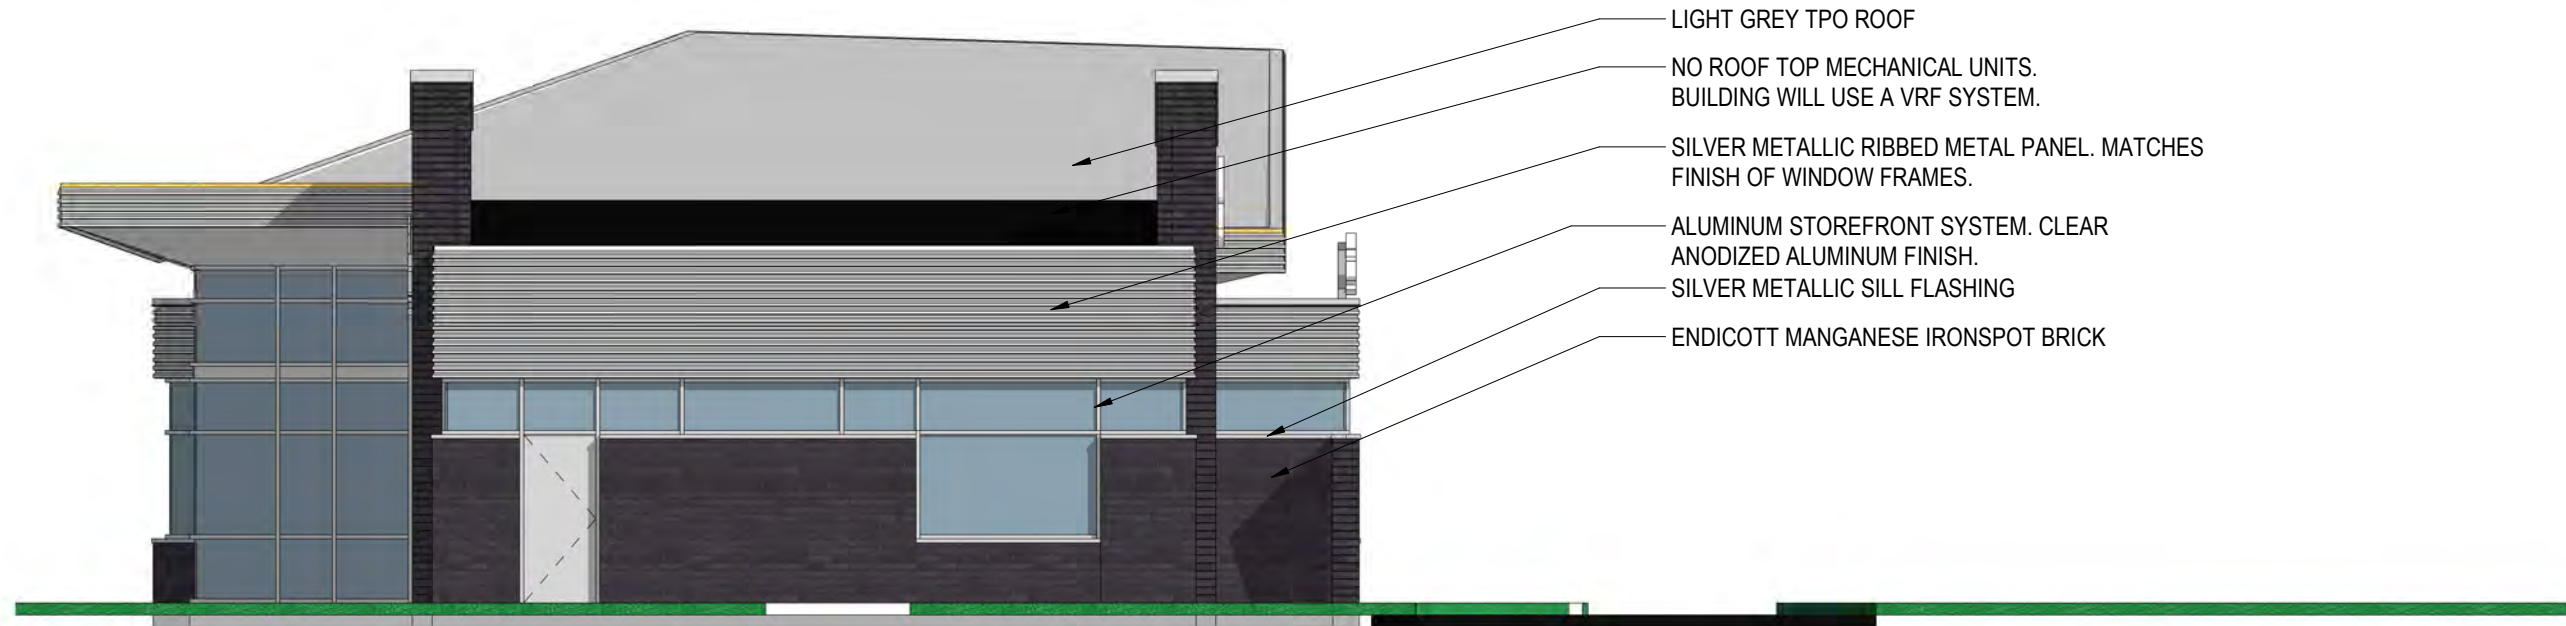 LIGHT GREY TPO ROOF
NO ROOF TOP MECHANICAL UNITS.
BUILDING WILL USE A VRF SYSTEM.
SILVER METALLIC RIBBED METAL PANEL. MATCHES
FINISH OF WINDOW FRAMES.
ALUMINUM STOREFRONT SYSTEM. CLEAR
ANODIZED ALUMINUM FINISH.
SILVER METALLIC SILL FLASHING
ENDICOTT MANGANESE IRONSPOT BRICK